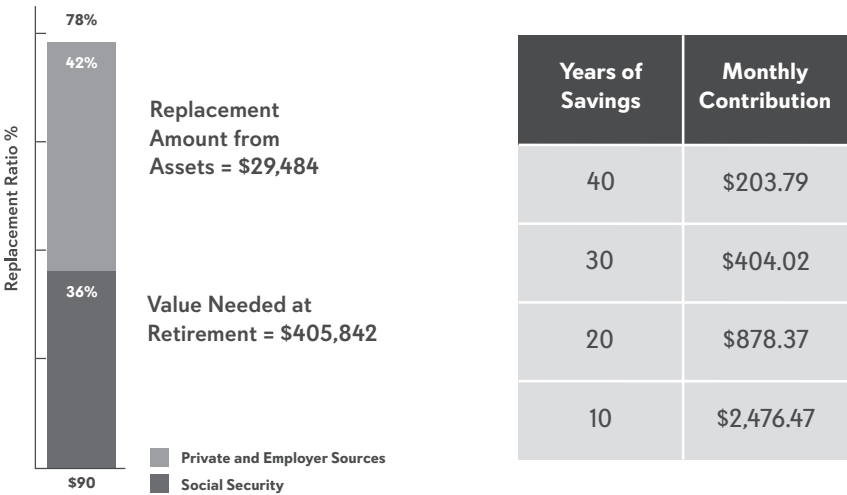 78%
42%
Replacement Ratio %
Replacement
Amount from
Assets = $29,484
36%
Value Needed at
Retirement = $405,842
Private and Employer Sources
$90
Social Security
Years of Savings
Monthly Contribution
40 $203.79
30 $404.02
20 $878.37
10 $2,476.47